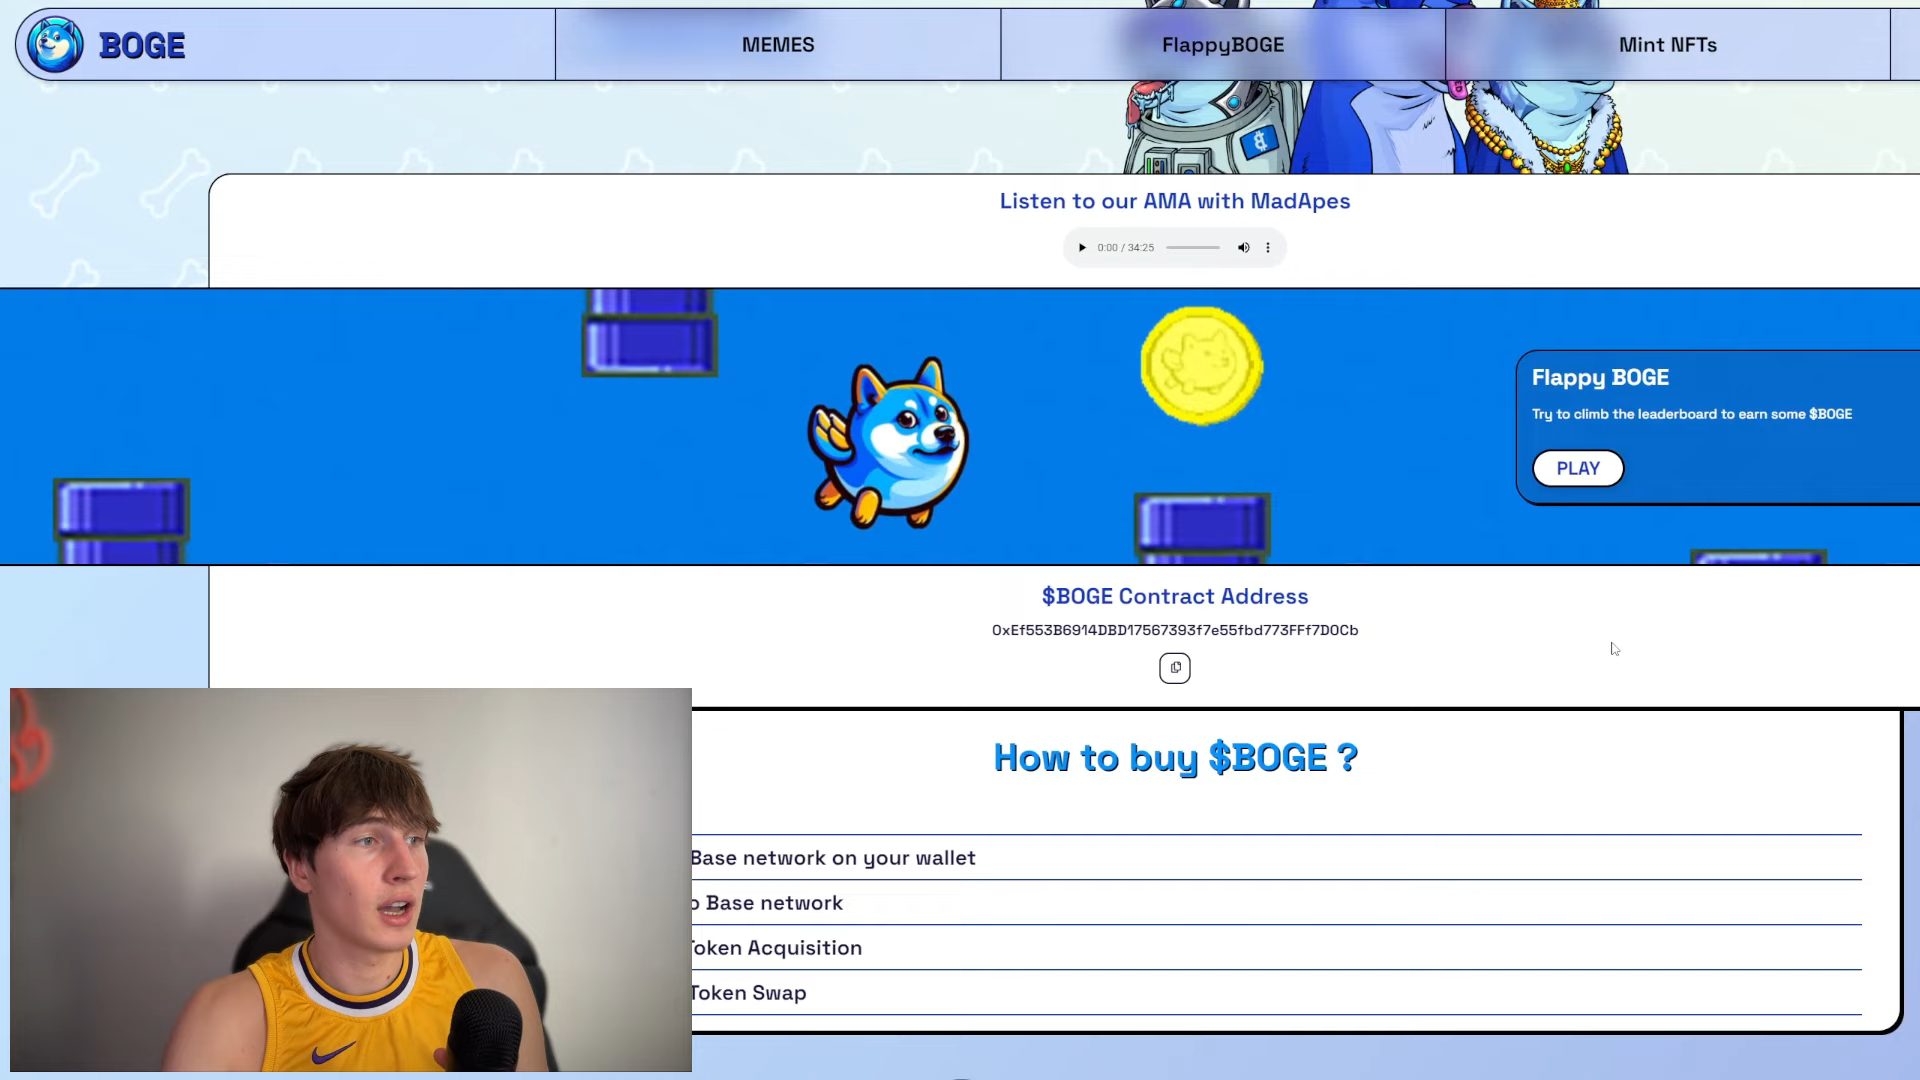 BOGE
MEMES
FlappyBOGE
Mint NFTs
Listen to our AMA with MadApes
0:00 / 34:25
Flappy BOGE
Try to climb the leaderboard to earn some $BOGE
PLAY
$BOGE Contract Address
0xEf553B6914DBD17567393f7e55fbd773FFf7D0Cb
How to buy $BOGE ?
Base network on your wallet
o Base network
Token Acquisition
Token Swap